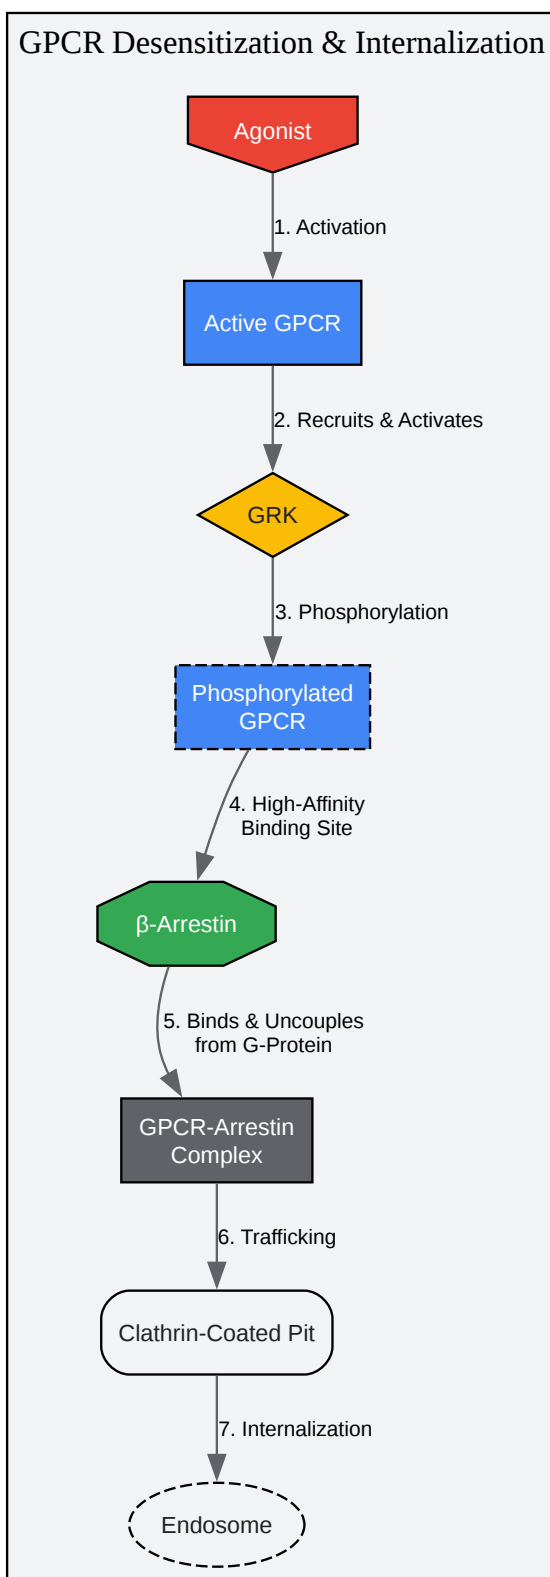 GPCR Desensitization & Internalization
Agonist
1. Activation
Active GPCR
2. Recruits & Activates
GRK
3. Phosphorylation
Phosphorylated
GPCR
4. High-Affinity
Binding Site
β-Arrestin
5. Binds & Uncouples
from G-Protein
GPCR-Arrestin
Complex
6. Trafficking
Clathrin-Coated Pit
7. Internalization
Endosome